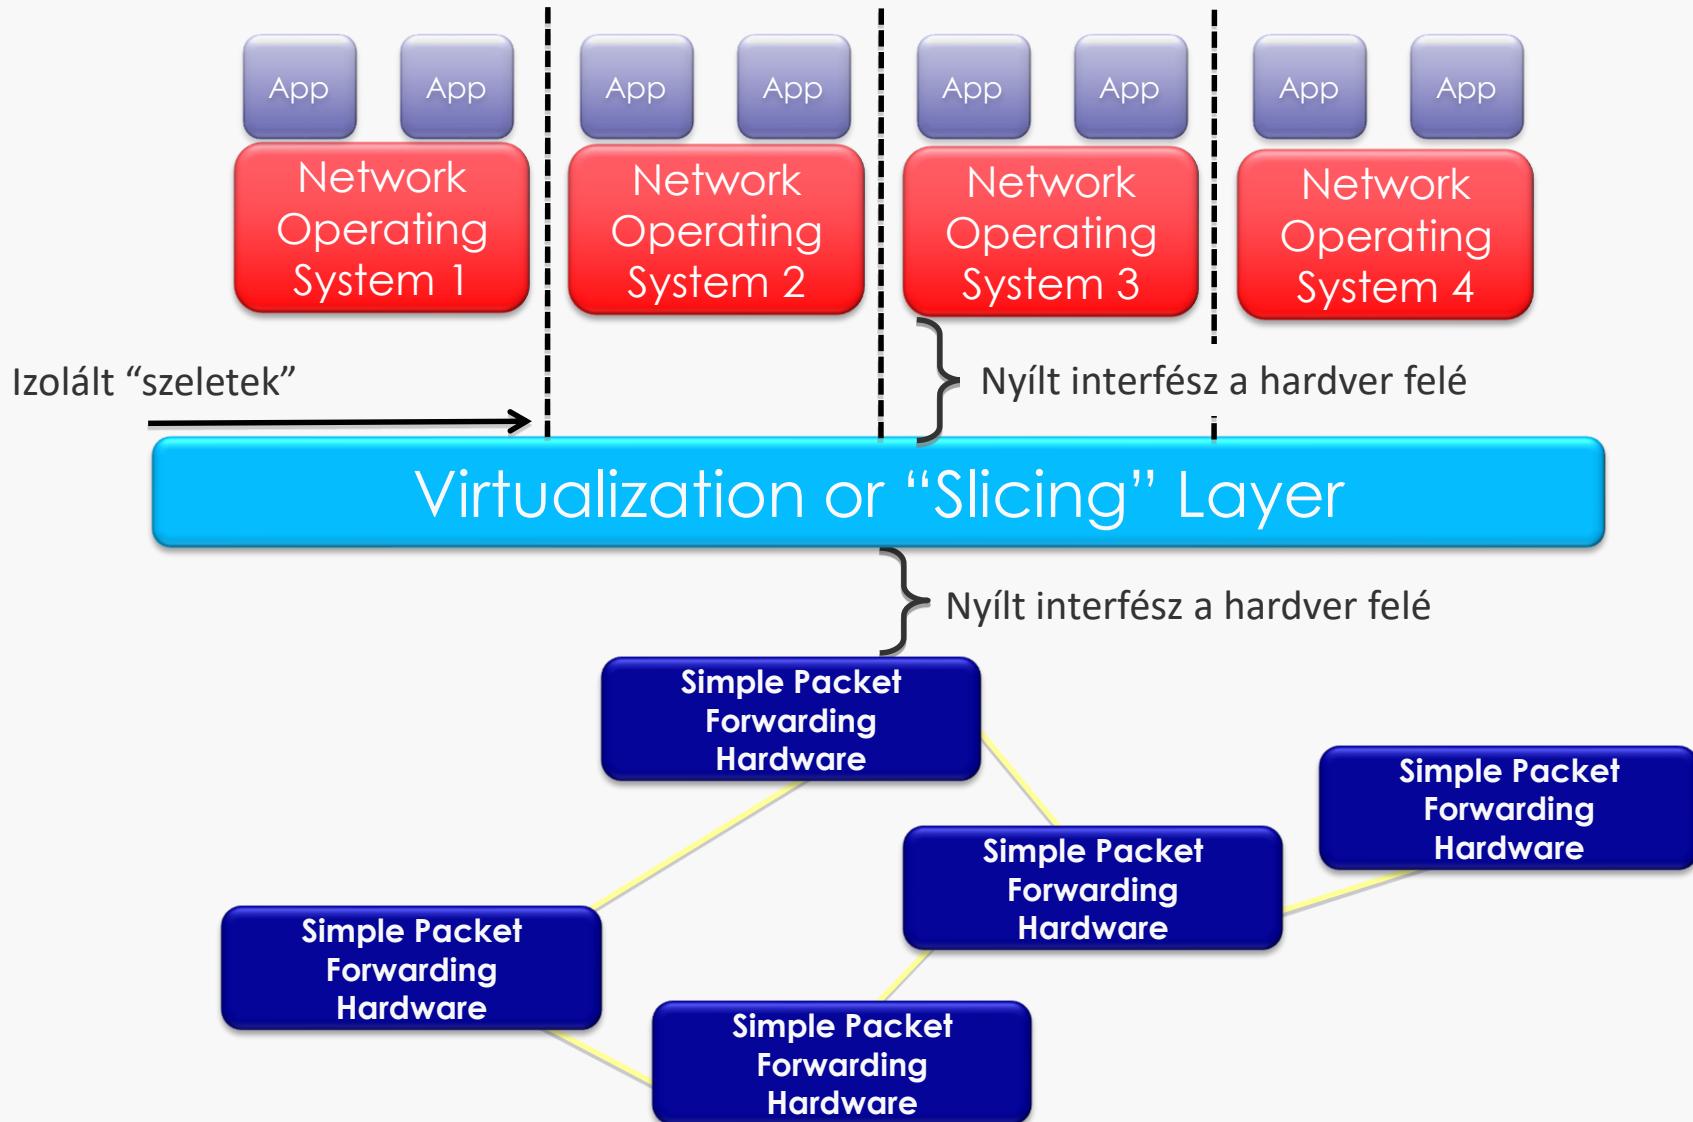 App
App
App
App
App
App
App
App
Network
Operating
System 1
Network
Operating
System 2
Network
Operating
System 3
Network
Operating
System 4
Izolált “szeletek”
Nyílt interfész a hardver felé
Virtualization or “Slicing” Layer
Nyílt interfész a hardver felé
Simple Packet
Forwarding
Hardware
Simple Packet
Forwarding
Hardware
Simple Packet
Forwarding
Hardware
Simple Packet
Forwarding
Hardware
Simple Packet
Forwarding
Hardware